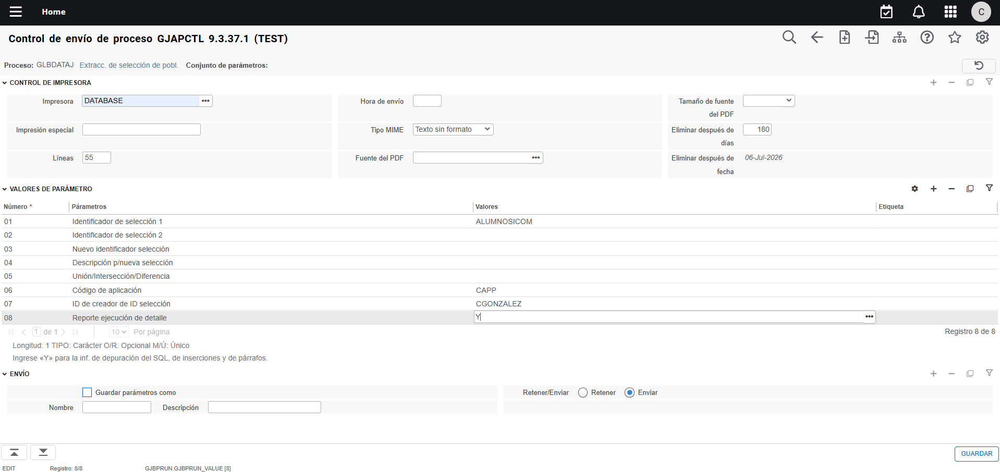 Home
C
Control de envío de proceso GJAPCTL 9.3.37.1 (TEST)
Proceso: GLBDATAJ Extracc. de selección de pobl. Conjunto de parámetros:
CONTROL DE IMPRESORA
Impresora DATABASE ••• Hora de envío Tamaño de fuente del PDF
Impresión especial Tipo MIME Texto sin formato Eliminar después de días 180
Líneas 55 Fuente del PDF ••• Eliminar después de fecha 06-Jul-2026
VALORES DE PARÁMETRO
Número * Párametros Valores Etiqueta
01 Identificador de selección 1 ALUMNOSICOM
02 Identificador de selección 2
03 Nuevo identificador selección
04 Descripción p/nueva selección
05 Unión/Intersección/Diferencia
06 Código de aplicación CAPP
07 ID de creador de ID selección CGONZALEZ
08 Reporte ejecución de detalle Y •••
1 de 1 10 Por página Registro 8 de 8
Longitud: 1 TIPO: Carácter O/R: Opcional M/Ú: Único
Ingrese «Y» para la inf. de depuración del SQL, de inserciones y de párrafos.
ENVÍO
Guardar parámetros como Retener/Enviar Retener Enviar
Nombre Descripción
GUARDAR
EDIT Registro: 8/8 GJBPRUN.GJBPRUN_VALUE [8]